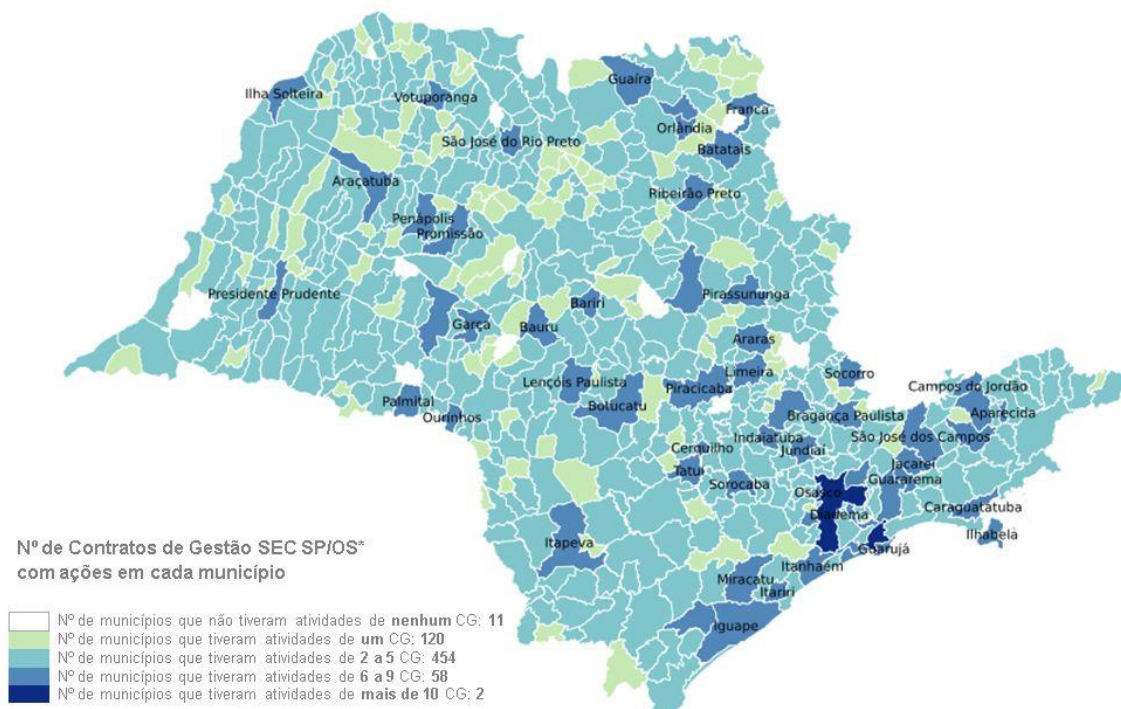 Guaíra
Ilha Solteira
Votuporanga
Franca
Orlândia
São José do Rio Preto
Batatais
Araçatuba
Ribeirão Preto
Penápolis
Promissão
Presidente Prudente
Pirassununga
Bariri
Garça
Bauru
Araras
Limeira
Socorro
Lençóis Paulista
Piracicaba
Campos do Jordão
Palmital
Botucatu
Bragança Paulista
Aparecida
Ourinhos
Indaiatuba
São José dos Campos
Cerquilho
Jundiaí
Jacareí
Tatuí
Guararema
Sorocaba
Osasco
Caraguatatuba
Diadema
Ilhabela
Itapeva
Guarujá
Itanhaém
Miracatu
Itariri
Iguape
Nº de Contratos de Gestão SEC SP/OS*
com ações em cada município
Nº de municípios que não tiveram atividades de nenhum CG: 11
Nº de municípios que tiveram atividades de um CG: 120
Nº de municípios que tiveram atividades de 2 a 5 CG: 454
Nº de municípios que tiveram atividades de 6 a 9 CG: 58
Nº de municípios que tiveram atividades de mais de 10 CG: 2